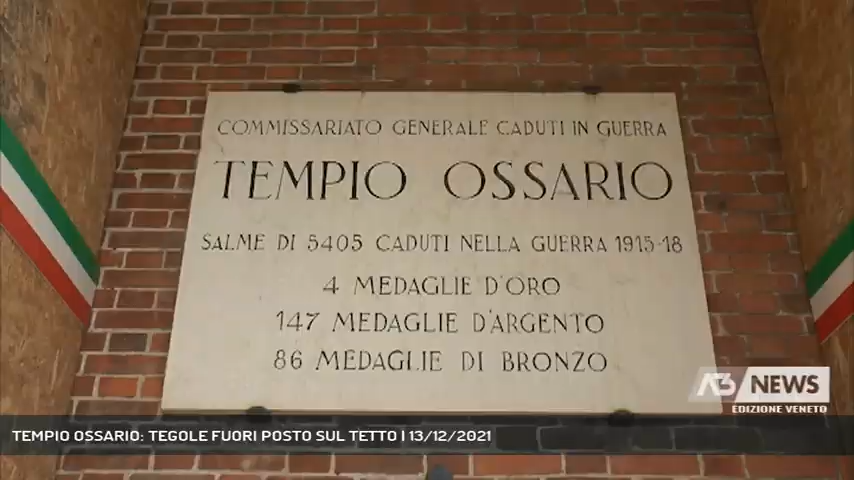 COMMISSARIATO GENERALE CADUTI IN GUERRA
TEMPIO OSSARIO
SALME DI 5405 CADUTI NELLA GUERRA 1915-18
4 MEDAGLIE D'ORO
147 MEDAGLIE D'ARGENTO
86 MEDAGLIE DI BRONZO
A3 NEWS
EDIZIONE VENETO
TEMPIO OSSARIO: TEGOLE FUORI POSTO SUL TETTO | 13/12/2021